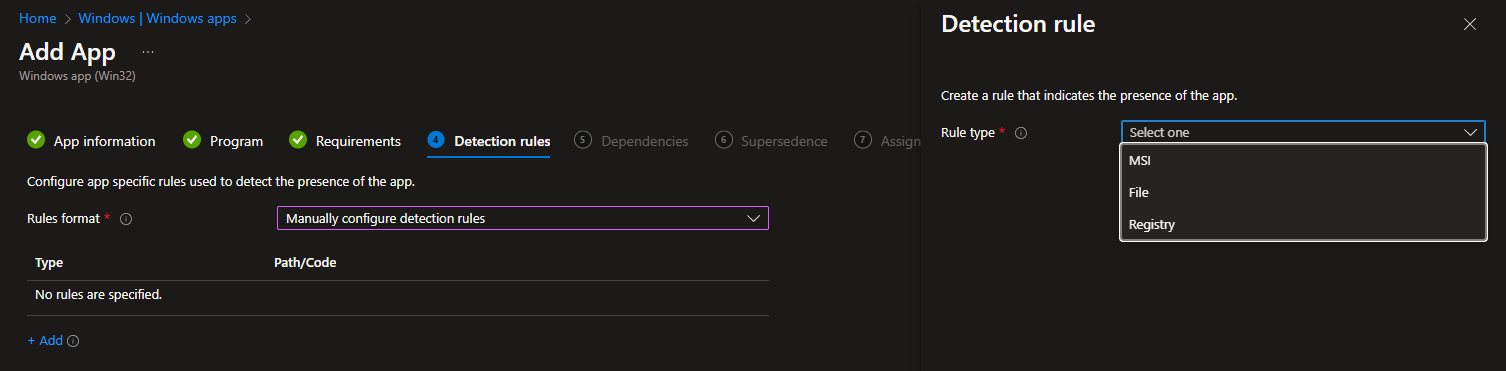 Home > Windows | Windows apps >
Add App ...
Windows app (Win32)
App information
Program
Requirements
4 Detection rules
5 Dependencies
6 Supersedence
7 Assign
Configure app specific rules used to detect the presence of the app.
Rules format *
Manually configure detection rules
Type Path/Code
No rules are specified.
+ Add
Detection rule
Create a rule that indicates the presence of the app.
Rule type *
Select one
MSI
File
Registry